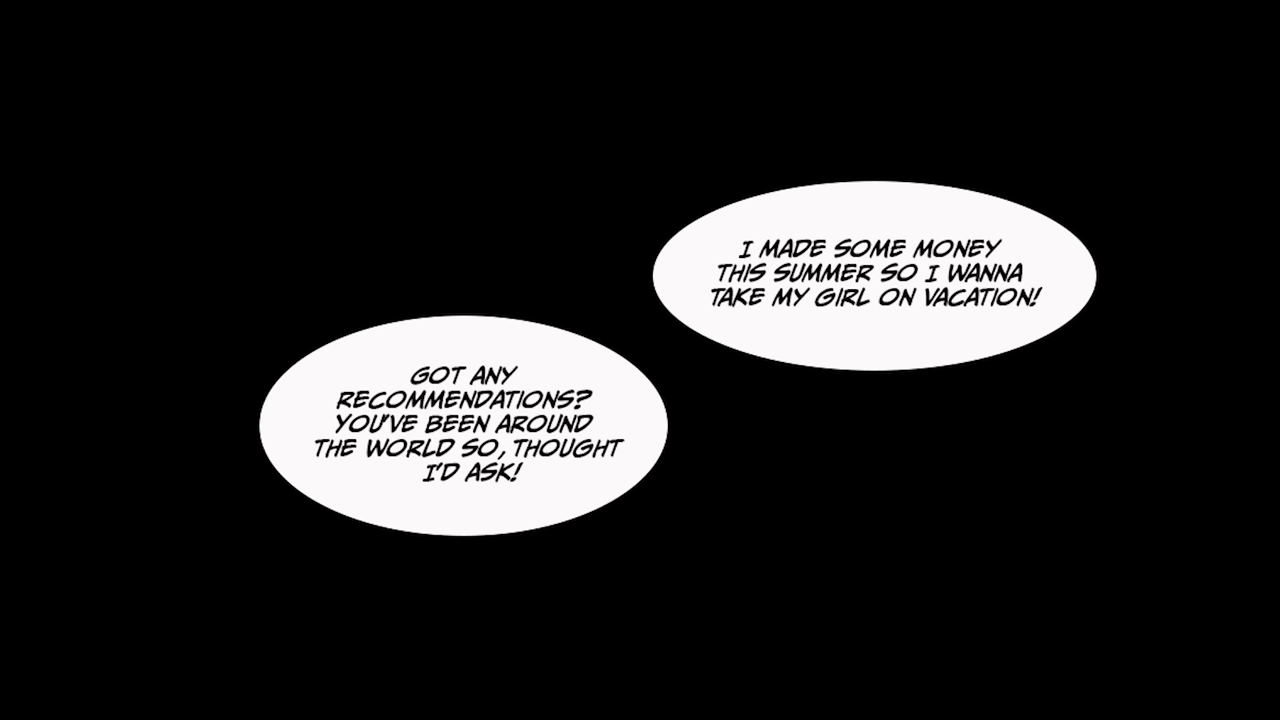 I MADE SOME MONEY
THIS SUMMER SO I WANNA
TAKE MY GIRL ON VACATION!
GOT ANY
RECOMMENDATIONS?
YOU'VE BEEN AROUND
THE WORLD SO, THOUGHT
I'D ASK!